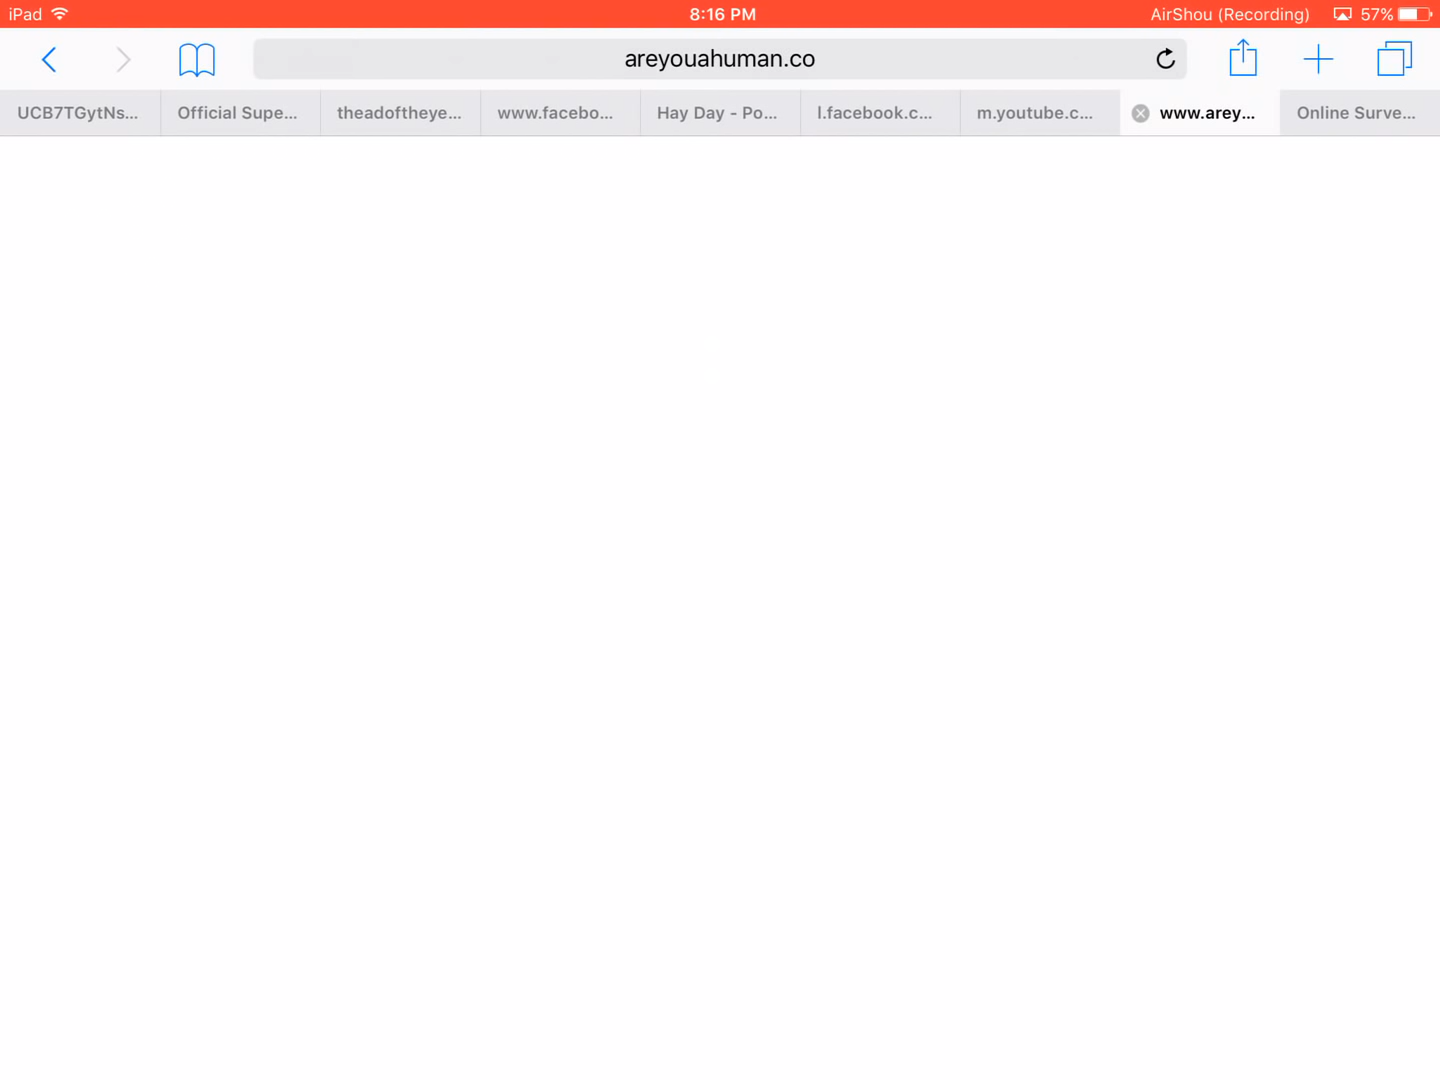 iPad 8:16 PM AirShou (Recording) 57%
areyouahuman.co
UCB7TGytNs... Official Supe... theadoftheye... www.facebo... Hay Day - Po... l.facebook.c... m.youtube.c... www.arey... Online Surve...